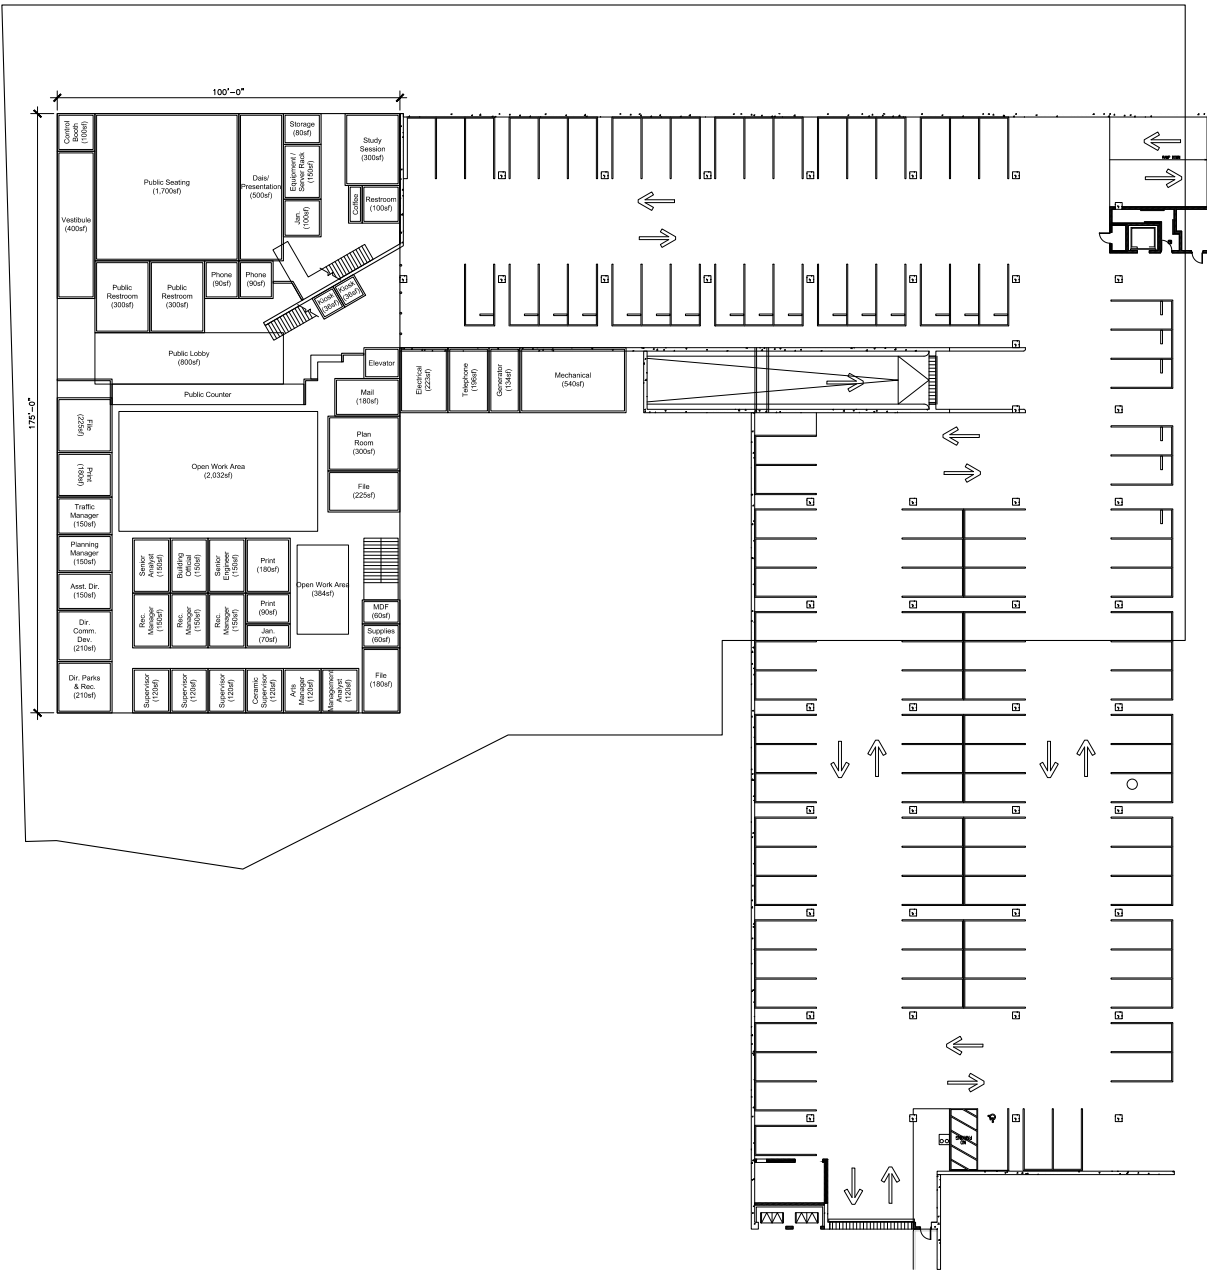 100'-0"
175'-0"
Control
Booth
(100sf)
Public Seating
(1,700sf)
Dais/
Presentation
(500sf)
Storage
(80sf)
Equipment /
Server Rack
(150sf)
Jan.
(100sf)
Study
Session
(300sf)
Coffee
Restroom
(100sf)
Vestibule
(400sf)
Public
Restroom
(300sf)
Public
Restroom
(300sf)
Phone
(90sf)
Phone
(90sf)
Kiosk
(36sf)
Kiosk
(36sf)
Public Lobby
(800sf)
Elevator
Public Counter
Electrical
(223sf)
Telephone
(196sf)
Generator
(134sf)
Mechanical
(540sf)
Mail
(180sf)
File
(225sf)
Open Work Area
(2,032sf)
Plan
Room
(300sf)
Print
(180sf)
File
(225sf)
Traffic
Manager
(150sf)
Planning
Manager
(150sf)
Asst. Dir.
(150sf)
Dir.
Comm.
Dev.
(210sf)
Dir. Parks
& Rec.
(210sf)
Senior
Analyst
(150sf)
Building
Official
(150sf)
Senior
Engineer
(150sf)
Print
(180sf)
Open Work Area
(384sf)
Rec.
Manager
(150sf)
Rec.
Manager
(150sf)
Rec.
Manager
(150sf)
Print
(90sf)
Jan.
(70sf)
MDF
(60sf)
Supplies
(60sf)
Supervisor
(120sf)
Supervisor
(120sf)
Supervisor
(120sf)
Ceramic
Supervisor
(120sf)
Arts
Manager
(120sf)
Management
Analyst
(120sf)
File
(180sf)
NO
PARKING